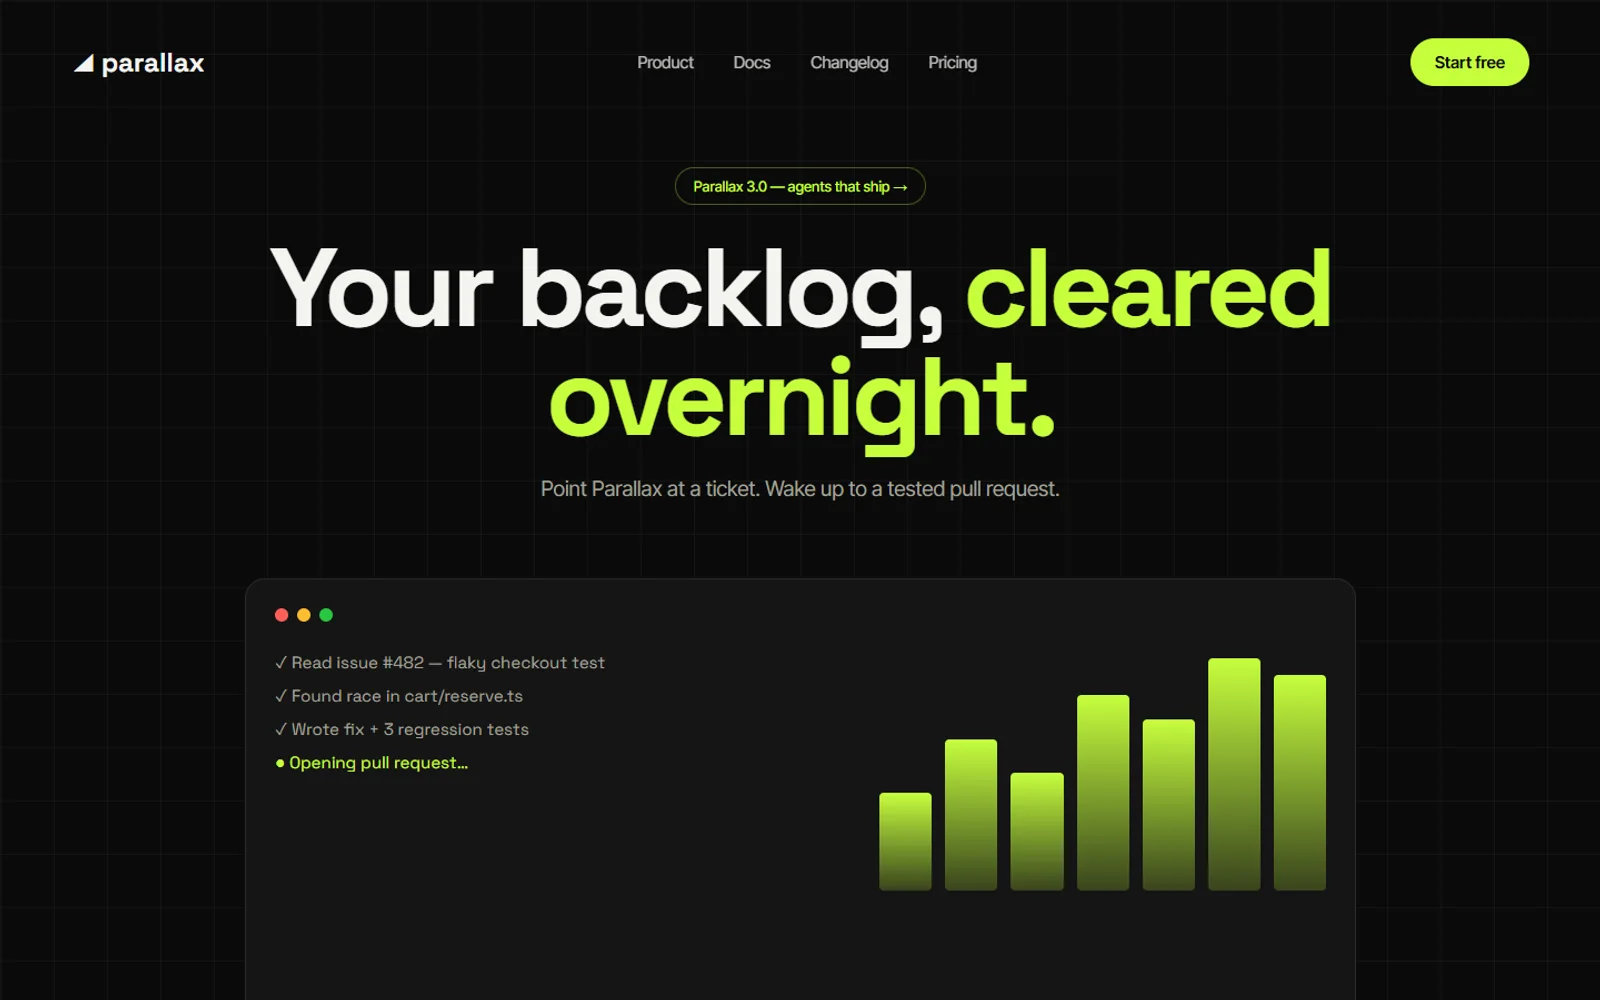 parallax
Product
Docs
Changelog
Pricing
Start free
Parallax 3.0 — agents that ship →
Your backlog, cleared
overnight.
Point Parallax at a ticket. Wake up to a tested pull request.
✓ Read issue #482 — flaky checkout test
✓ Found race in cart/reserve.ts
✓ Wrote fix + 3 regression tests
● Opening pull request…